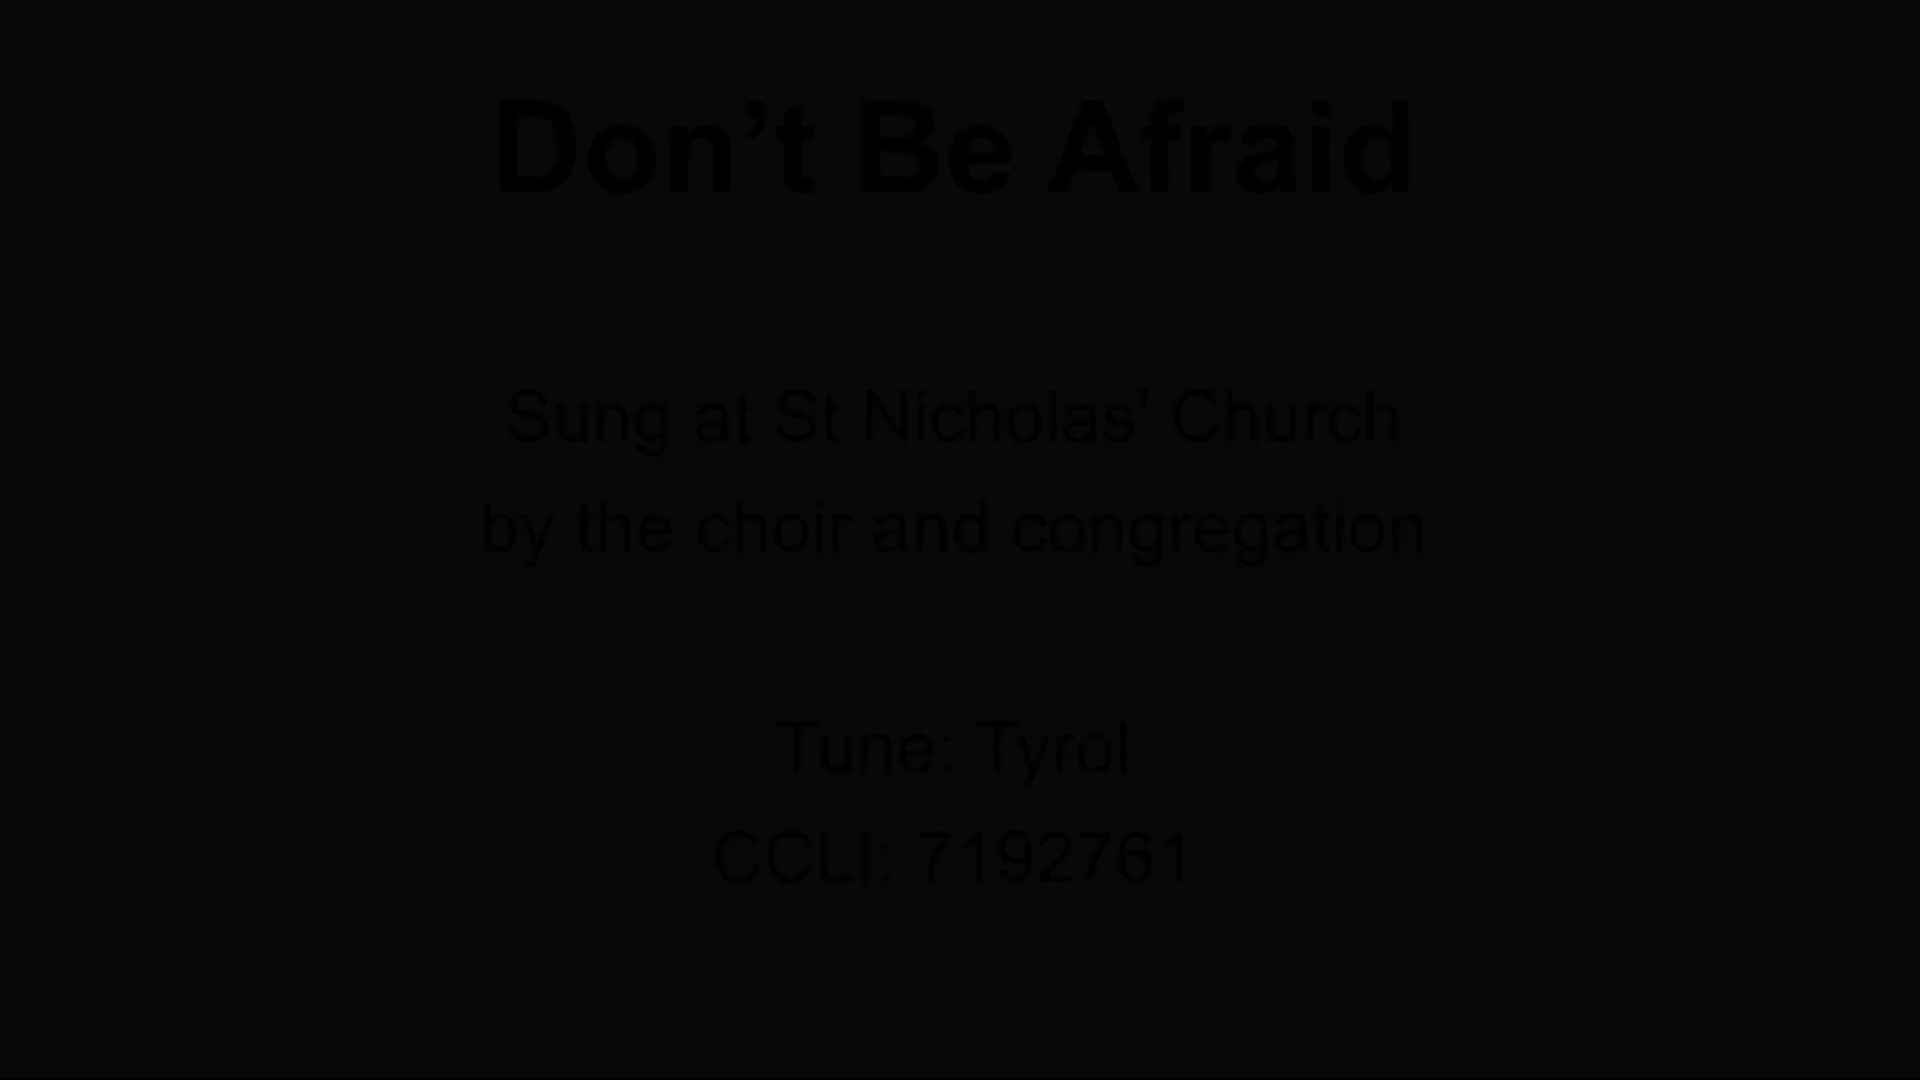 Don’t Be Afraid
Sung at St Nicholas’ Church
by the choir and congregation
Tune: Tyrol
CCLI: 7192761